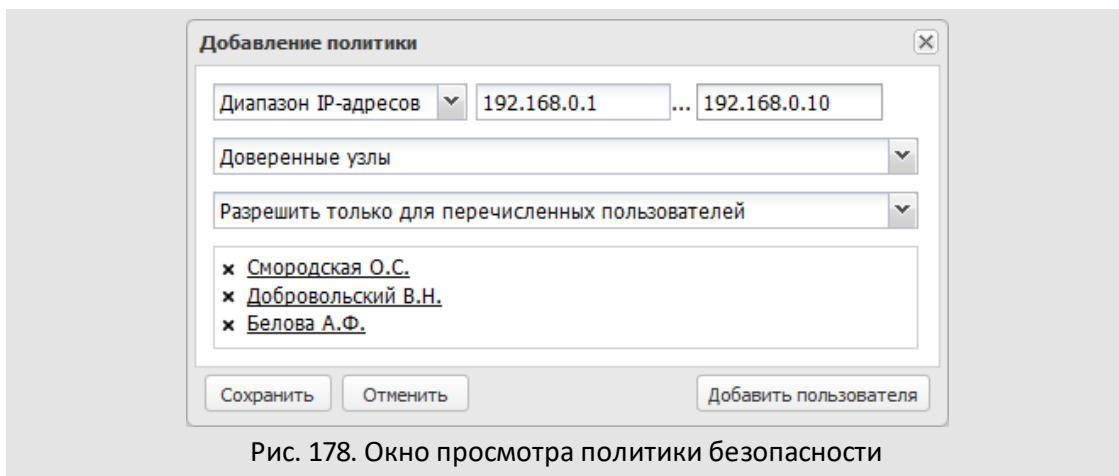 Добавление политики
Диапазон IP-адресов 192.168.0.1 ... 192.168.0.10
Доверенные узлы
Разрешить только для перечисленных пользователей
× Смородская О.С.
× Добровольский В.Н.
× Белова А.Ф.
Сохранить Отменить Добавить пользователя
Рис. 178. Окно просмотра политики безопасности